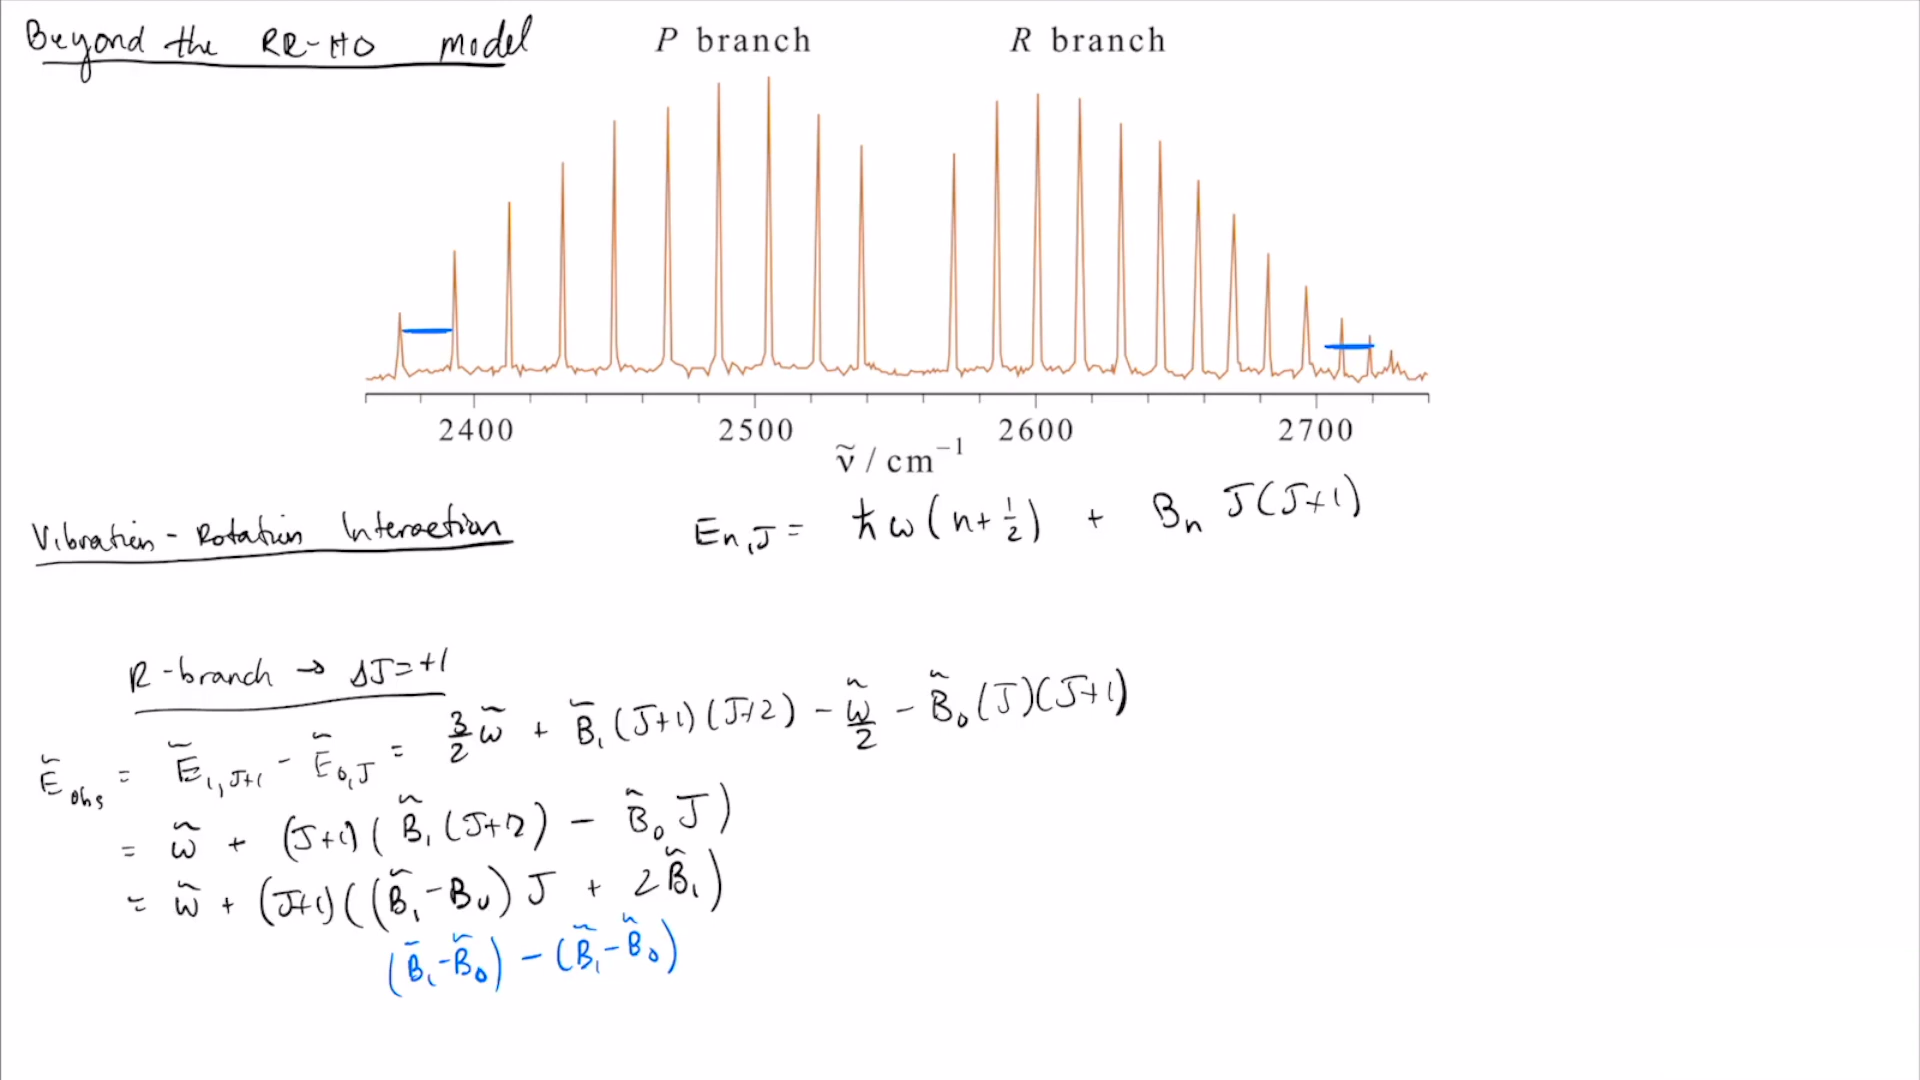 Beyond the RR-HO model
P branch R branch
2400 2500 2600 2700
ν̃ / cm⁻¹
Vibration - Rotation Interaction
E_{n,J} = ħω(n+½) + B_n J(J+1)
R-branch → ΔJ=+1
Ẽ_obs = Ẽ_{1,J+1} - Ẽ_{0,J} = 3/2 ω̃ + B̃₁(J+1)(J+2) - ω̃/2 - B̃₀(J)(J+1)
= ω̃ + (J+1)(B̃₁(J+2) - B̃₀J)
= ω̃ + (J+1)((B̃₁-B₀)J + 2B̃₁)
(B̃₁-B̃₀) - (B̃₁-B̃₀)